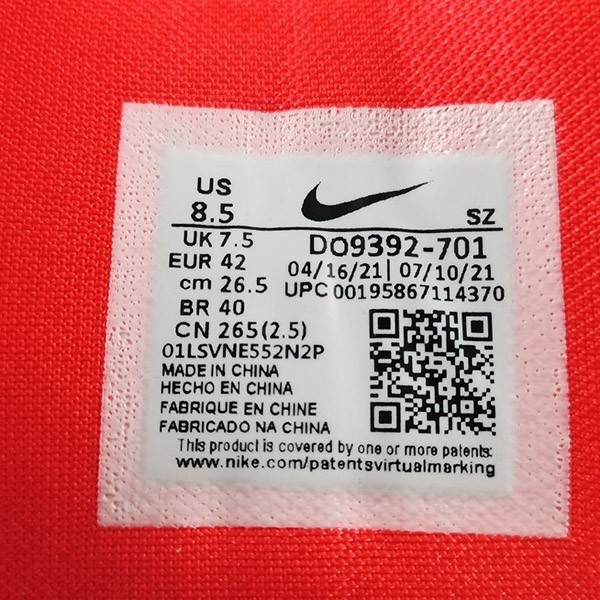 US
8.5
SZ
UK 7.5
DO9392-701
EUR 42
04/16/21 | 07/10/21
cm 26.5
UPC 00195867114370
BR 40
CN 265(2.5)
01LSVNE552N2P
MADE IN CHINA
HECHO EN CHINA
FABRIQUE EN CHINE
FABRICADO NA CHINA
This product is covered by one or more patents:
www.nike.com/patentsvirtualmarking